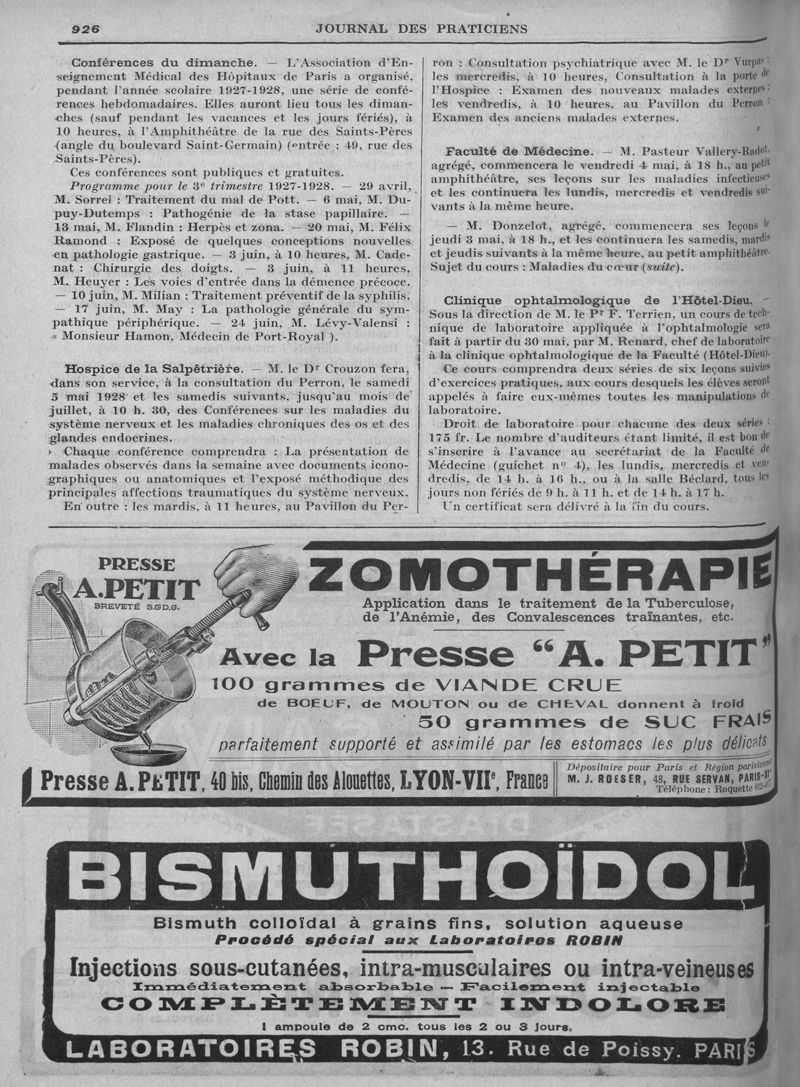 926
JOURNAL DES PRATICIENS
Conférences du dimanche. — L'Association d'En-
seignement Médical des Hôpitaux de Paris a organisé,
pendant l'année scolaire 1927-1928, une série de confé-
rences hebdomadaires. Elles auront lieu tous les diman-
ches (sauf pendant les vacances et les jours fériés), à
10 heures, à l'Amphithéâtre de la rue des Saints-Pères
(angle du boulevard Saint-Germain) (entrée : 49, rue des
Saints-Pères).
Ces conférences sont publiques et gratuites.
Programme pour le 3e trimestre 1927-1928. — 29 avril,
M. Sorrel : Traitement du mal de Pott. — 6 mai, M. Du-
puy-Dutemps : Pathogénie de la stase papillaire. —
13 mai, M. Flandin : Herpès et zona. — 20 mai, M. Félix
Ramond : Exposé de quelques conceptions nouvelles
en pathologie gastrique. — 3 juin, à 10 heures, M. Cade-
nat : Chirurgie des doigts. — 3 juin, à 11 heures,
M. Heuyer : Les voies d'entrée dans la démence précoce.
— 10 juin, M. Milian : Traitement préventif de la syphilis.
— 17 juin, M. May : La pathologie générale du sym-
pathique périphérique. — 24 juin, M. Lévy-Valensi :
« Monsieur Hamon, Médecin de Port-Royal ).
Hospice de la Salpêtrière. — M. le Dr Crouzon fera,
dans son service, à la consultation du Perron, le samedi
5 mai 1928 et les samedis suivants, jusqu'au mois de
juillet, à 10 h. 30, des Conférences sur les maladies du
système nerveux et les maladies chroniques des os et des
glandes endocrines.
Chaque conférence comprendra : La présentation de
malades observés dans la semaine avec documents icono-
graphiques ou anatomiques et l'exposé méthodique des
principales affections traumatiques du système nerveux.
En outre : les mardis, à 11 heures, au Pavillon du Per-
ron : Consultation psychiatrique avec M. le Dr Vurpas ;
les mercredis, à 10 heures, Consultation à la porte de
l'Hospice : Examen des nouveaux malades externes ;
les vendredis, à 10 heures, au Pavillon du Perron :
Examen des anciens malades externes.
Faculté de Médecine. — M. Pasteur Vallery-Radot,
agrégé, commencera le vendredi 4 mai, à 18 h., au petit
amphithéâtre, ses leçons sur les maladies infectieuses
et les continuera les lundis, mercredis et vendredis sui-
vants à la même heure.
— M. Donzelot, agrégé, commencera ses leçons le
jeudi 3 mai, à 18 h., et les continuera les samedis, mardis
et jeudis suivants à la même heure, au petit amphithéâtre.
Sujet du cours : Maladies du cœur (suite).
Clinique ophtalmologique de l'Hôtel-Dieu. —
Sous la direction de M. le Pr F. Terrien, un cours de tech-
nique de laboratoire appliquée à l'ophtalmologie sera
fait à partir du 30 mai, par M. Renard, chef de laboratoire
à la clinique ophtalmologique de la Faculté (Hôtel-Dieu).
Ce cours comprendra deux séries de six leçons suivies
d'exercices pratiques, aux cours desquels les élèves seront
appelés à faire eux-mêmes toutes les manipulations de
laboratoire.
Droit de laboratoire pour chacune des deux séries :
175 fr. Le nombre d'auditeurs étant limité, il est bon de
s'inscrire à l'avance au secrétariat de la Faculté de
Médecine (guichet n° 4), les lundis, mercredis et ven-
dredis, de 14 h. à 16 h., ou à la salle Béclard, tous les
jours non fériés de 9 h. à 11 h. et de 14 h. à 17 h.
Un certificat sera délivré à la fin du cours.
PRESSE
A. PETIT
BREVETÉ S.G.D.G.
ZOMOTHÉRAPIE
Application dans le traitement de la Tuberculose,
de l'Anémie, des Convalescences traînantes, etc.
Avec la Presse "A. PETIT"
100 grammes de VIANDE CRUE
de BOEUF, de MOUTON ou de CHEVAL donnent à froid
50 grammes de SUC FRAIS
parfaitement supporté et assimilé par les estomacs les plus délicats
Presse A. PETIT, 40 bis, Chemin des Alouettes, LYON-VIIe, France
Dépositaire pour Paris et Région parisienne
M. J. ROESER, 48, RUE SERVAN, PARIS-XIe
Téléphone : Roquette
BISMUTHOÏDOL
Bismuth colloïdal à grains fins, solution aqueuse
Procédé spécial aux Laboratoires ROBIN
Injections sous-cutanées, intra-musculaires ou intra-veineuses
Immédiatement absorbable — Facilement injectable
COMPLÈTEMENT INDOLORE
1 ampoule de 2 cmc. tous les 2 ou 3 jours.
LABORATOIRES ROBIN, 13. Rue de Poissy. PARIS